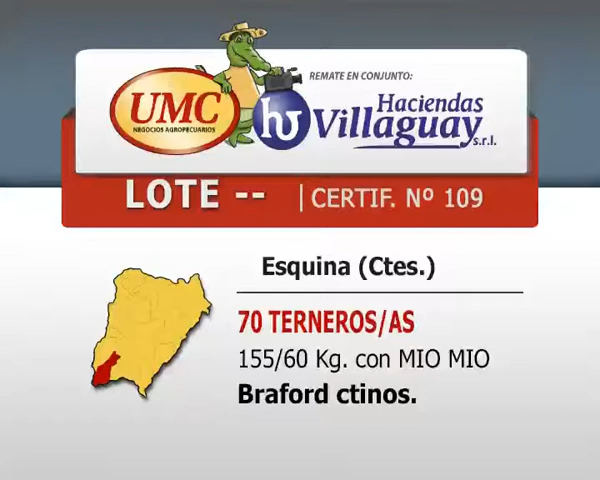 UMC
NEGOCIOS AGROPECUARIOS
REMATE EN CONJUNTO:
hv
Haciendas
Villaguay
s.r.l.
LOTE -- | CERTIF. Nº 109
Esquina (Ctes.)
70 TERNEROS/AS
155/60 Kg. con MIO MIO
Braford ctinos.